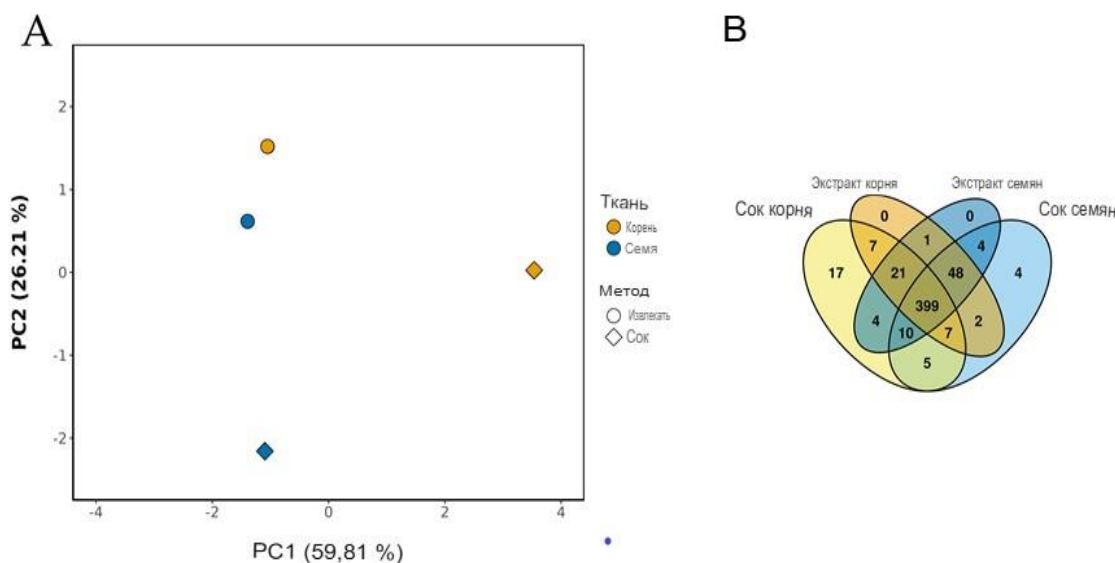 A
B
2
1
0
-1
-2
-4
-2
0
2
4
PC2 (26.21 %)
PC1 (59,81 %)
Ткань
Корень
Семя
Метод
Извлекать
Сок
Экстракт корня
Экстракт семян
Сок корня
Сок семян
0
0
7
1
4
17
21
48
4
399
4
10
7
2
5